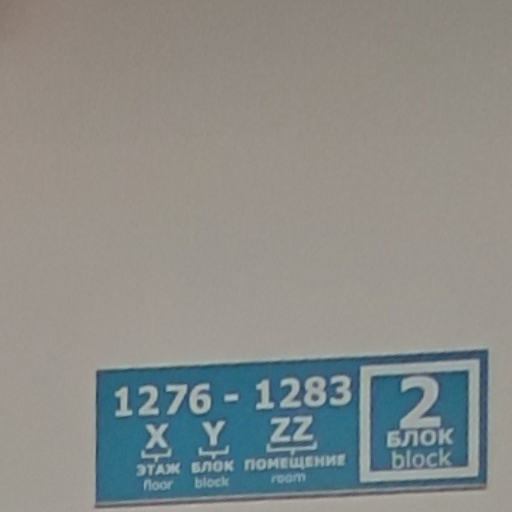 1276 - 1283
X Y ZZ
ЭТАЖ БЛОК ПОМЕЩЕНИЕ
floor block room
2
БЛОК
block